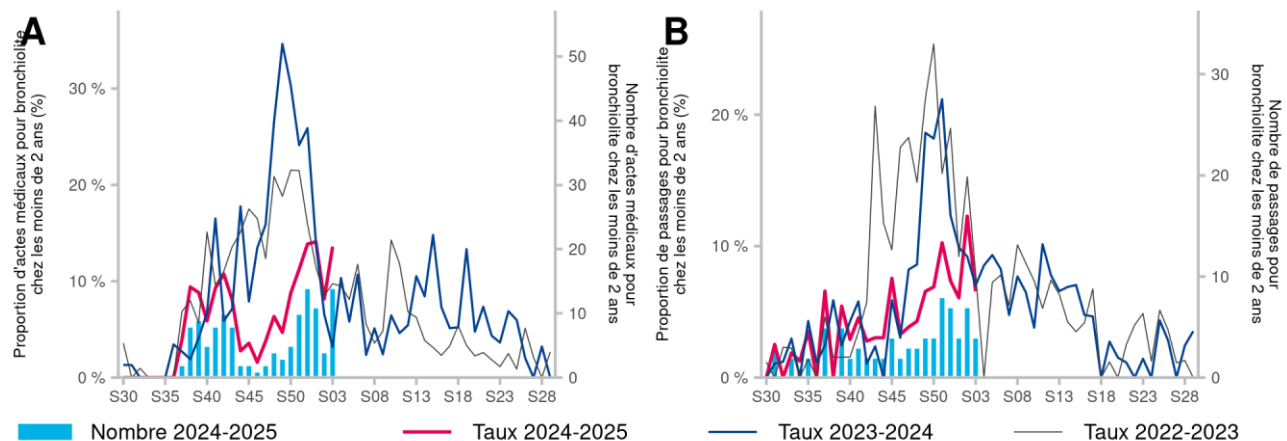 A
Proportion d'actes médicaux pour bronchiolite
chez les moins de 2 ans (%)
30 %
20 %
10 %
0 %
50
40
30
20
10
0
Nombre d'actes médicaux pour
bronchiolite chez les moins de 2 ans
S30 S35 S40 S45 S50 S03 S08 S13 S18 S23 S28
B
Proportion de passages pour bronchiolite
chez les moins de 2 ans (%)
20 %
10 %
0 %
30
20
10
0
Nombre de passages pour
bronchiolite chez les moins de 2 ans
S30 S35 S40 S45 S50 S03 S08 S13 S18 S23 S28
Nombre 2024-2025 Taux 2024-2025 Taux 2023-2024 Taux 2022-2023